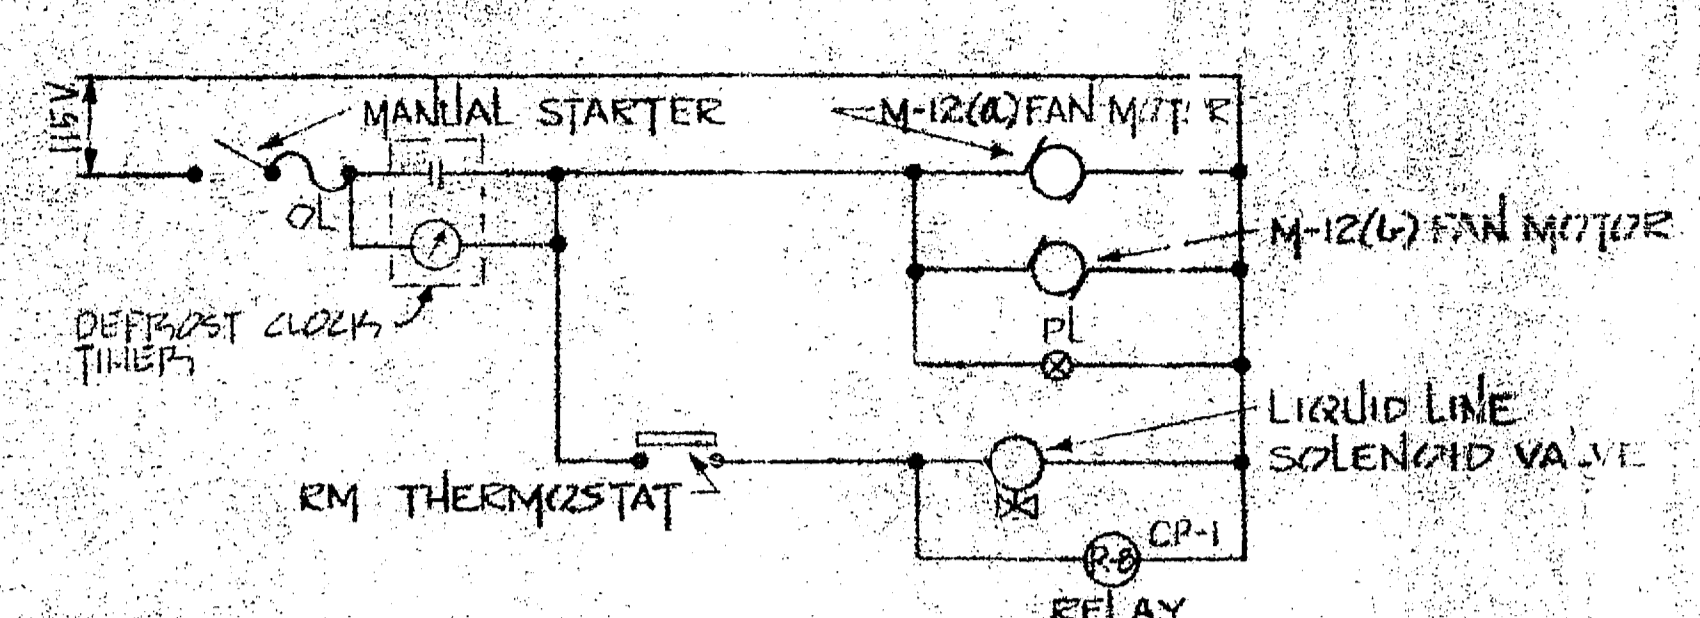 115V
MANUAL STARTER
M-12(a) FAN MOTOR
OL
M-12(b) FAN MOTOR
PL
DEFROST CLOCK
TIMER
LIQUID LINE
SOLENOID VALVE
RM THERMOSTAT
CP-1
R-8
RELAY